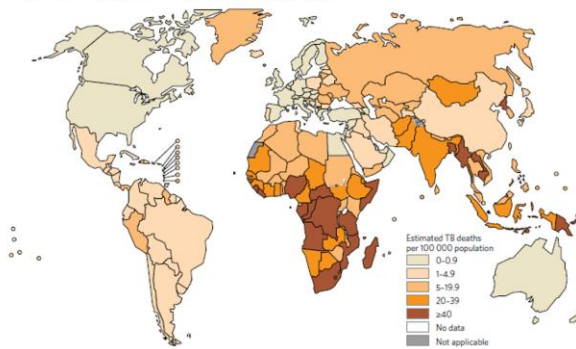 Estimated TB deaths
per 100 000 population
0–0.9
1–4.9
5–19.9
20–39
≥40
No data
Not applicable